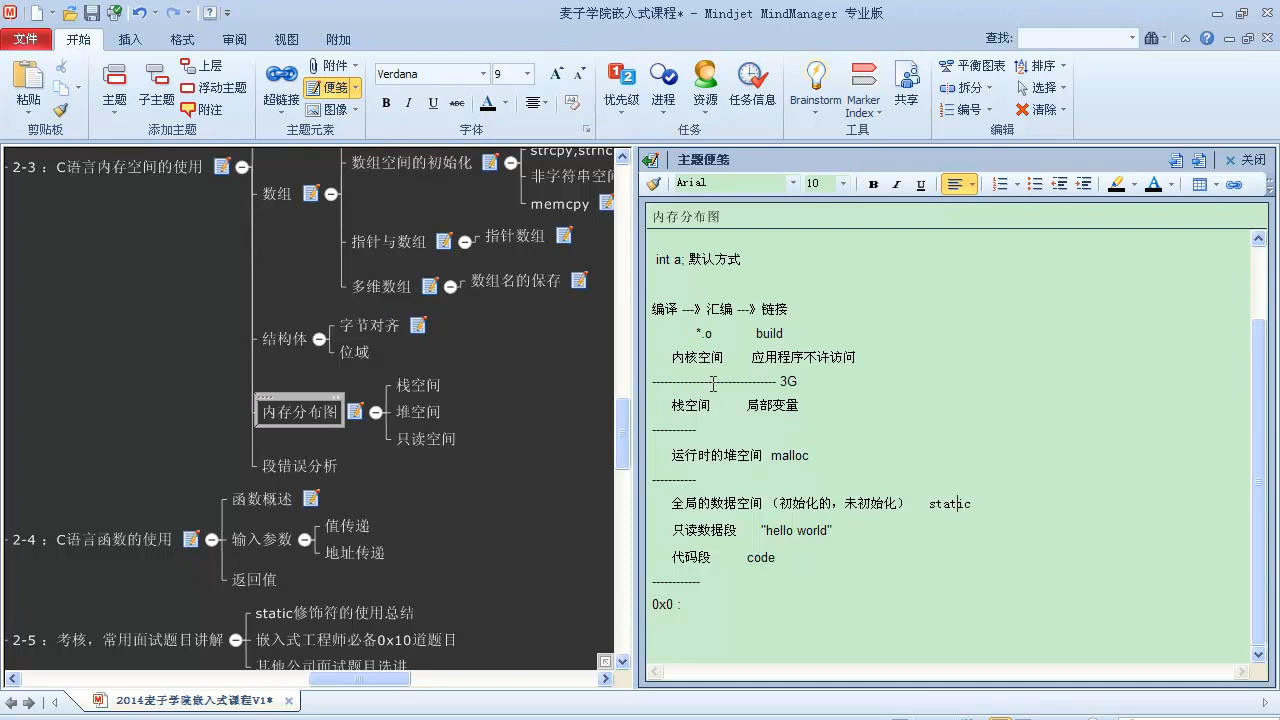 麦子学院嵌入式课程* - Mindjet MindManager 专业版
文件 开始 插入 格式 审阅 视图 附加 查找:
粘贴
剪贴板
主题 子主题 上层 浮动主题 附注
添加主题
超链接 附件 便笺 图像
主题元素
Verdana 9
B I U ABC A
字体
优先级 进程 资源 任务信息
任务
Brainstorm Marker Index 共享
工具
平衡图表 排序
拆分 选择
编号 清除
编辑
2-3 ：C语言内存空间的使用
数组
数组空间的初始化
strcpy,strnc
非字符串空间
memcpy
指针与数组
指针数组
多维数组
数组名的保存
结构体
字节对齐
位域
内存分布图
栈空间
堆空间
只读空间
段错误分析
2-4 ：C语言函数的使用
函数概述
输入参数
值传递
地址传递
返回值
2-5 ：考核，常用面试题目讲解
static修饰符的使用总结
嵌入式工程师必备0x10道题目
其他公司面试题目选讲
2014麦子学院嵌入式课程V1*
主题便笺 关闭
Arial 10
B I U A
内存分布图
int a; 默认方式
编译 ---》汇编 ---》链接
*.o build
内核空间 应用程序不许访问
------------------------------- 3G
栈空间 局部变量
-----------
运行时的堆空间 malloc
-----------
全局的数据空间 （初始化的，未初始化） static
只读数据段 "hello world"
代码段 code
------------
0x0 :